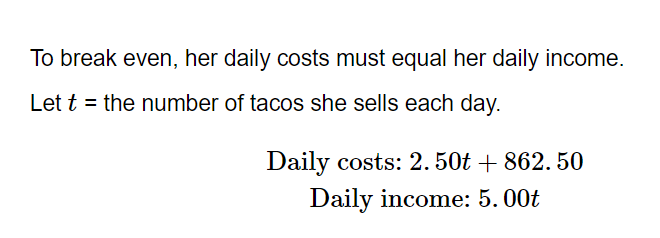 To break even, her daily costs must equal her daily income.
Let t = the number of tacos she sells each day.
Daily costs: 2.50t + 862.50
Daily income: 5.00t